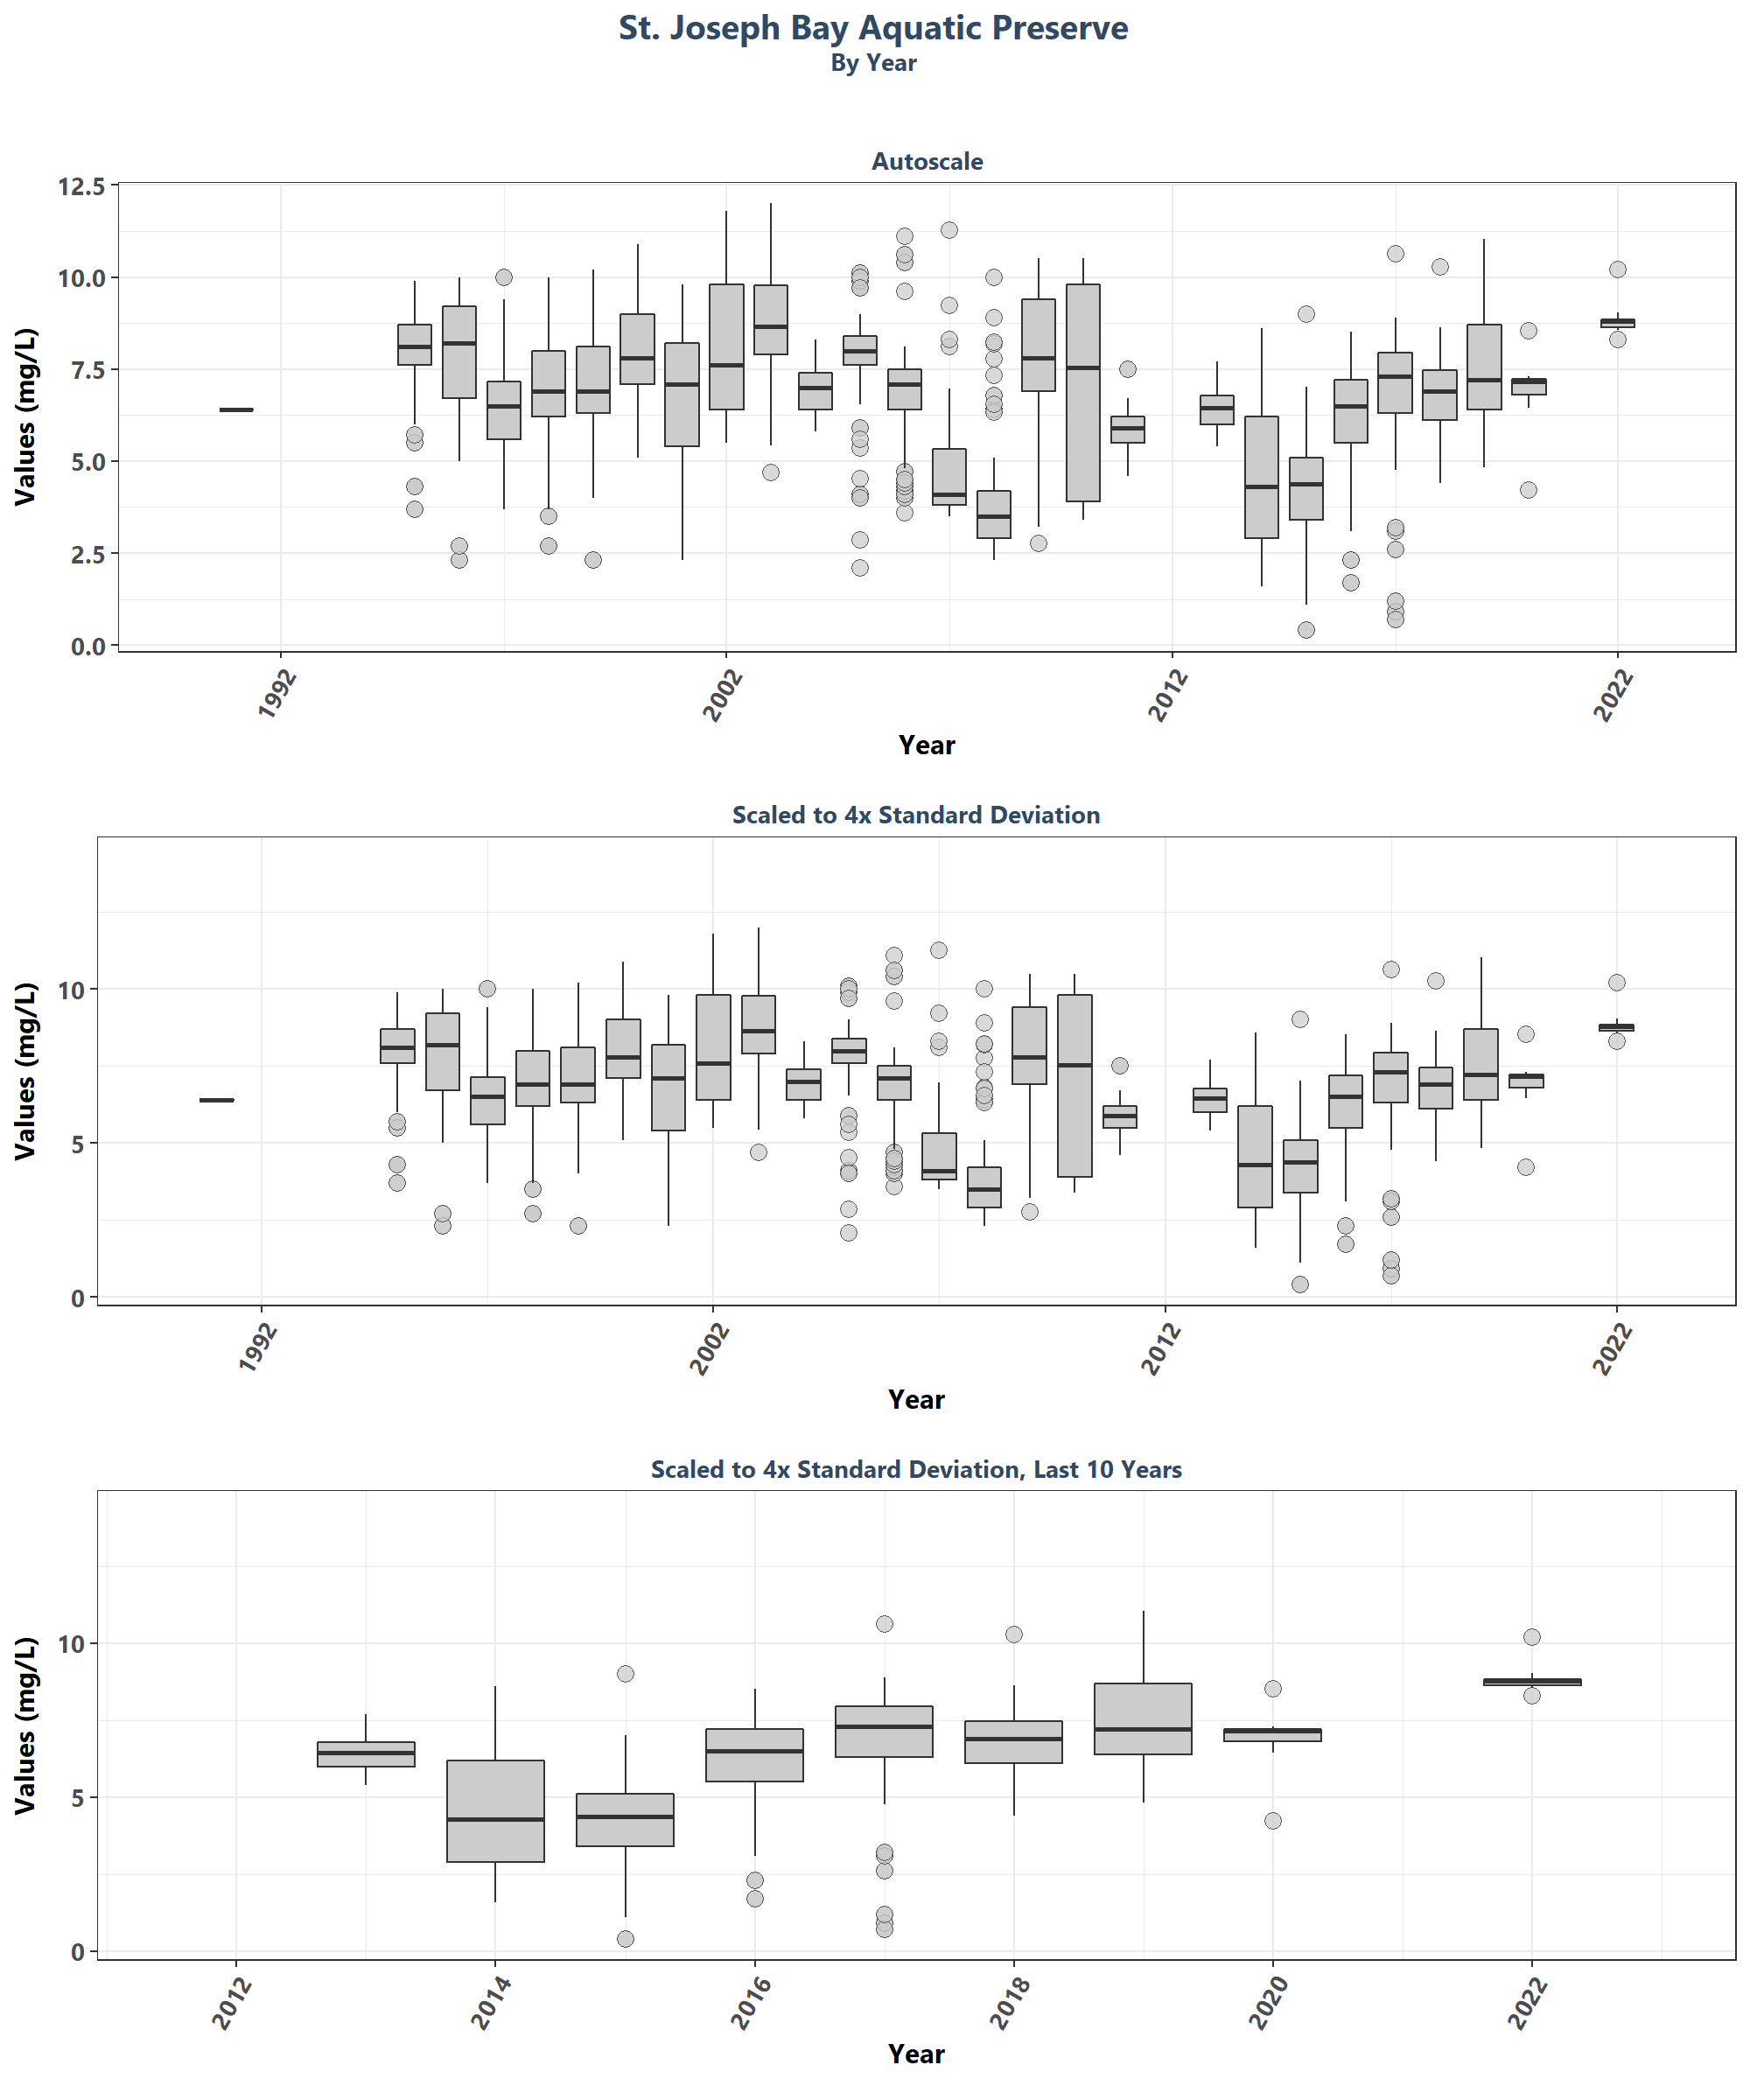 St. Joseph Bay Aquatic Preserve
By Year
Autoscale
Values (mg/L)
12.5
10.0
7.5
5.0
2.5
0.0
1992
2002
2012
2022
Year
Scaled to 4x Standard Deviation
Values (mg/L)
10
5
0
1992
2002
2012
2022
Year
Scaled to 4x Standard Deviation, Last 10 Years
Values (mg/L)
10
5
0
2012
2014
2016
2018
2020
2022
Year